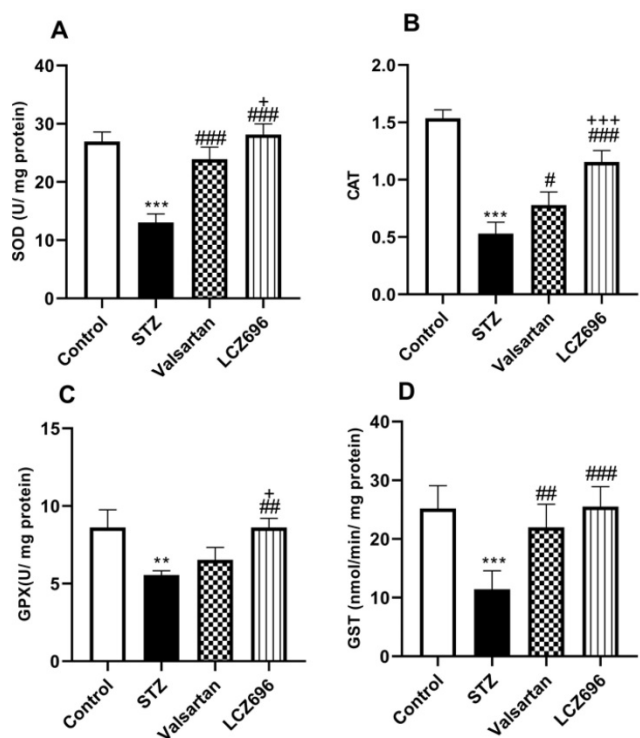 A
SOD (U/ mg protein)
40
30
20
10
0
***
###
+
###
Control
STZ
Valsartan
LCZ696
B
CAT
2.0
1.5
1.0
0.5
0.0
***
#
+++
###
Control
STZ
Valsartan
LCZ696
C
GPX(U/ mg protein)
15
10
5
0
**
+
##
Control
STZ
Valsartan
LCZ696
D
GST (nmol/min/ mg protein)
40
30
20
10
0
***
##
###
Control
STZ
Valsartan
LCZ696